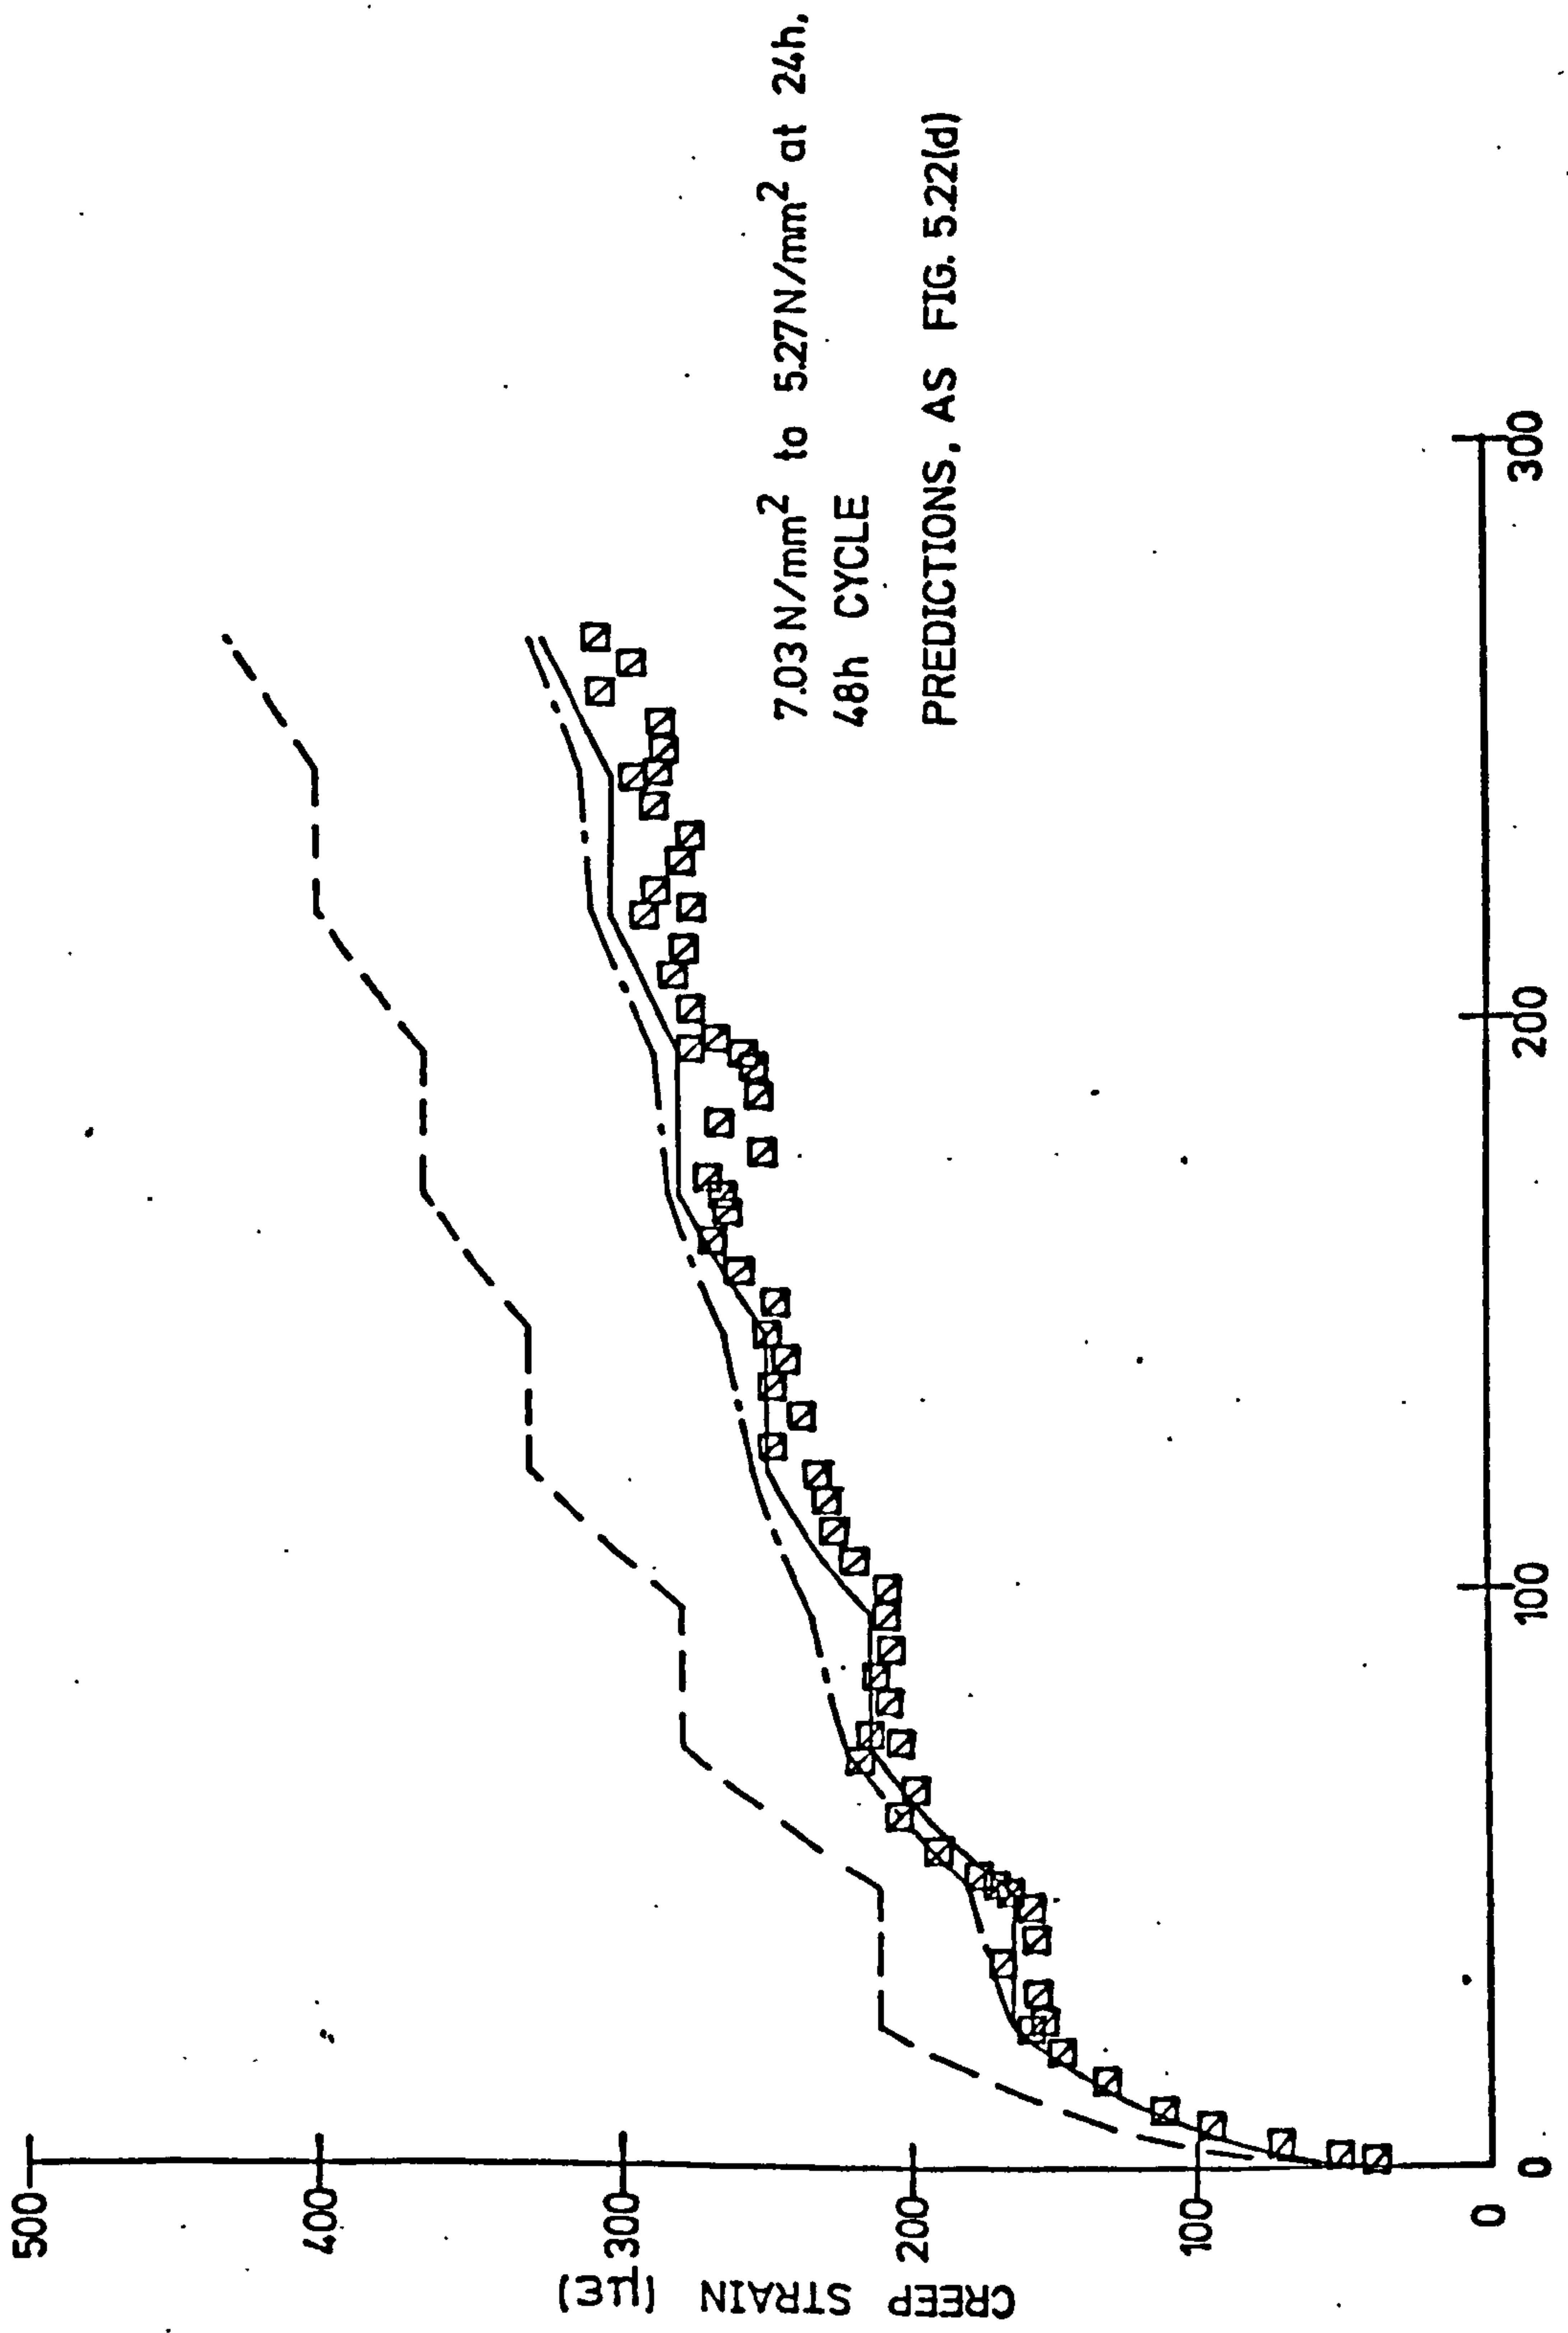 500
400
300
200
100
0
CREEP STRAIN (με)
0
100
200
300
7.03 N/mm² to 5.27N/mm² at 24h,
48h CYCLE
PREDICTIONS, AS FIG. 5.22(d)